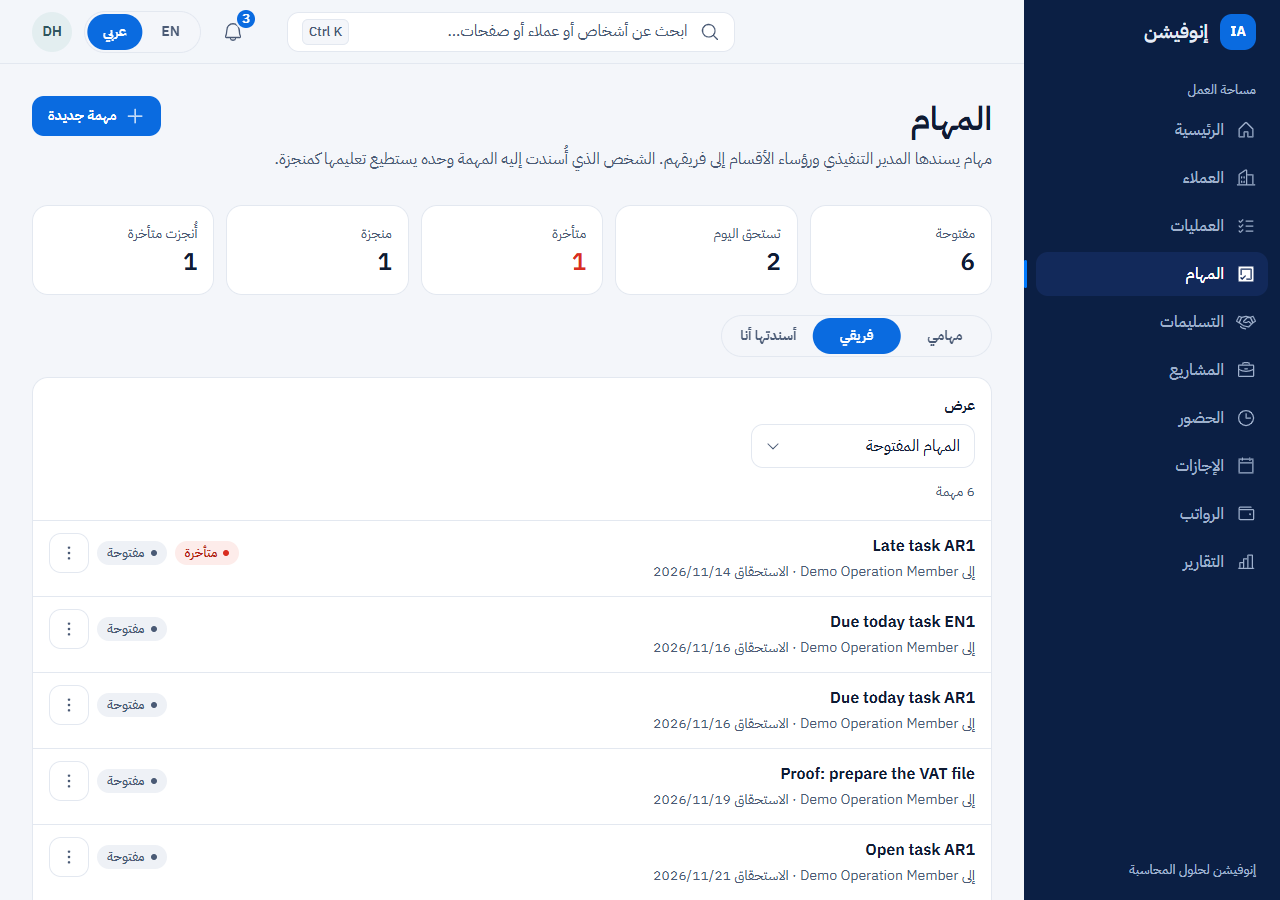 IA إنوفيشن
مساحة العمل
الرئيسية
العملاء
العمليات
المهام
التسليمات
المشاريع
الحضور
الإجازات
الرواتب
التقارير
إنوفيشن لحلول المحاسبة
ابحث عن أشخاص أو عملاء أو صفحات... Ctrl K
3
EN عربي
DH
المهام
مهمة جديدة
مهام يسندها المدير التنفيذي ورؤساء الأقسام إلى فريقهم. الشخص الذي أُسندت إليه المهمة وحده يستطيع تعليمها كمنجزة.
مفتوحة
6
تستحق اليوم
2
متأخرة
1
منجزة
1
أُنجزت متأخرة
1
مهامي فريقي أسندتها أنا
عرض
المهام المفتوحة
6 مهمة
Late task AR1
متأخرة مفتوحة
إلى Demo Operation Member · الاستحقاق 2026/11/14
Due today task EN1
مفتوحة
إلى Demo Operation Member · الاستحقاق 2026/11/16
Due today task AR1
مفتوحة
إلى Demo Operation Member · الاستحقاق 2026/11/16
Proof: prepare the VAT file
مفتوحة
إلى Demo Operation Member · الاستحقاق 2026/11/19
Open task AR1
مفتوحة
إلى Demo Operation Member · الاستحقاق 2026/11/21